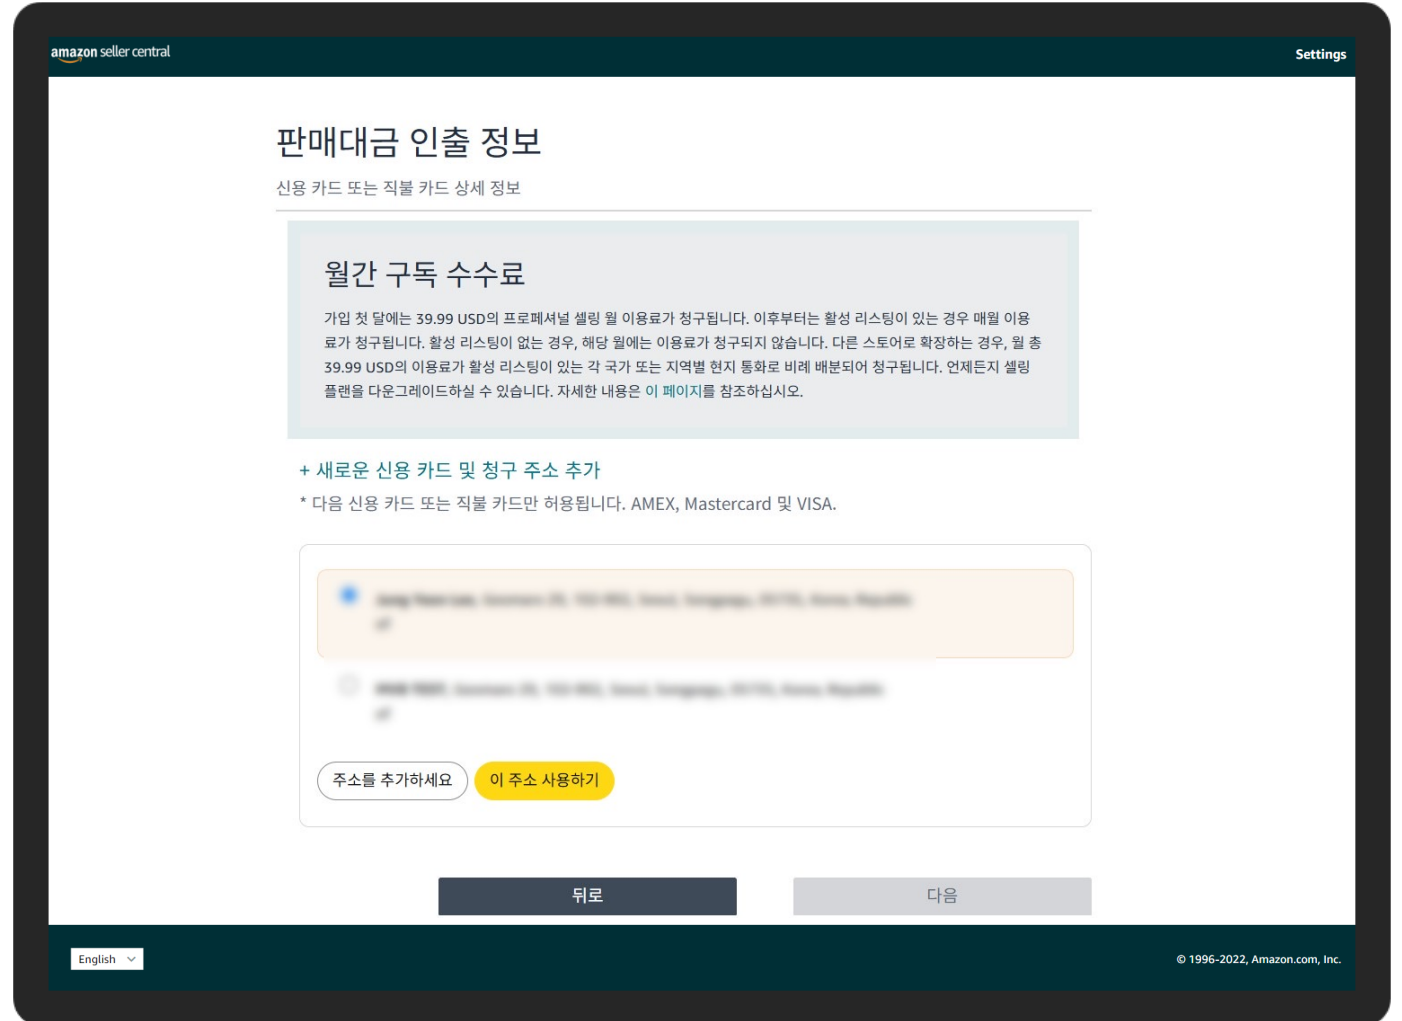 amazon seller central
Settings
판매대금 인출 정보
신용 카드 또는 직불 카드 상세 정보
월간 구독 수수료
가입 첫 달에는 39.99 USD의 프로페셔널 셀링 월 이용료가 청구됩니다. 이후부터는 활성 리스팅이 있는 경우 매월 이용
료가 청구됩니다. 활성 리스팅이 없는 경우, 해당 월에는 이용료가 청구되지 않습니다. 다른 스토어로 확장하는 경우, 월 총
39.99 USD의 이용료가 활성 리스팅이 있는 각 국가 또는 지역별 현지 통화로 비례 배분되어 청구됩니다. 언제든지 셀링
플랜을 다운그레이드하실 수 있습니다. 자세한 내용은 이 페이지를 참조하십시오.
+ 새로운 신용 카드 및 청구 주소 추가
* 다음 신용 카드 또는 직불 카드만 허용됩니다. AMEX, Mastercard 및 VISA.
주소를 추가하세요
이 주소 사용하기
뒤로
다음
English
© 1996-2022, Amazon.com, Inc.